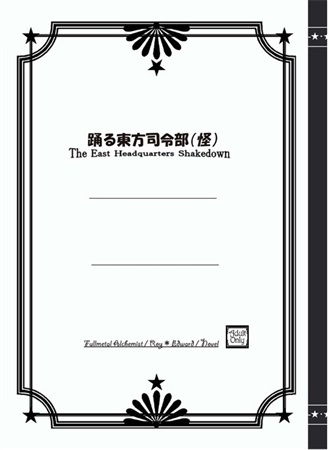 踊る東方司令部（怪）
The East Headquarters Shakedown
Fullmetal Alchemist / Roy * Edward / Novel
Adult Only